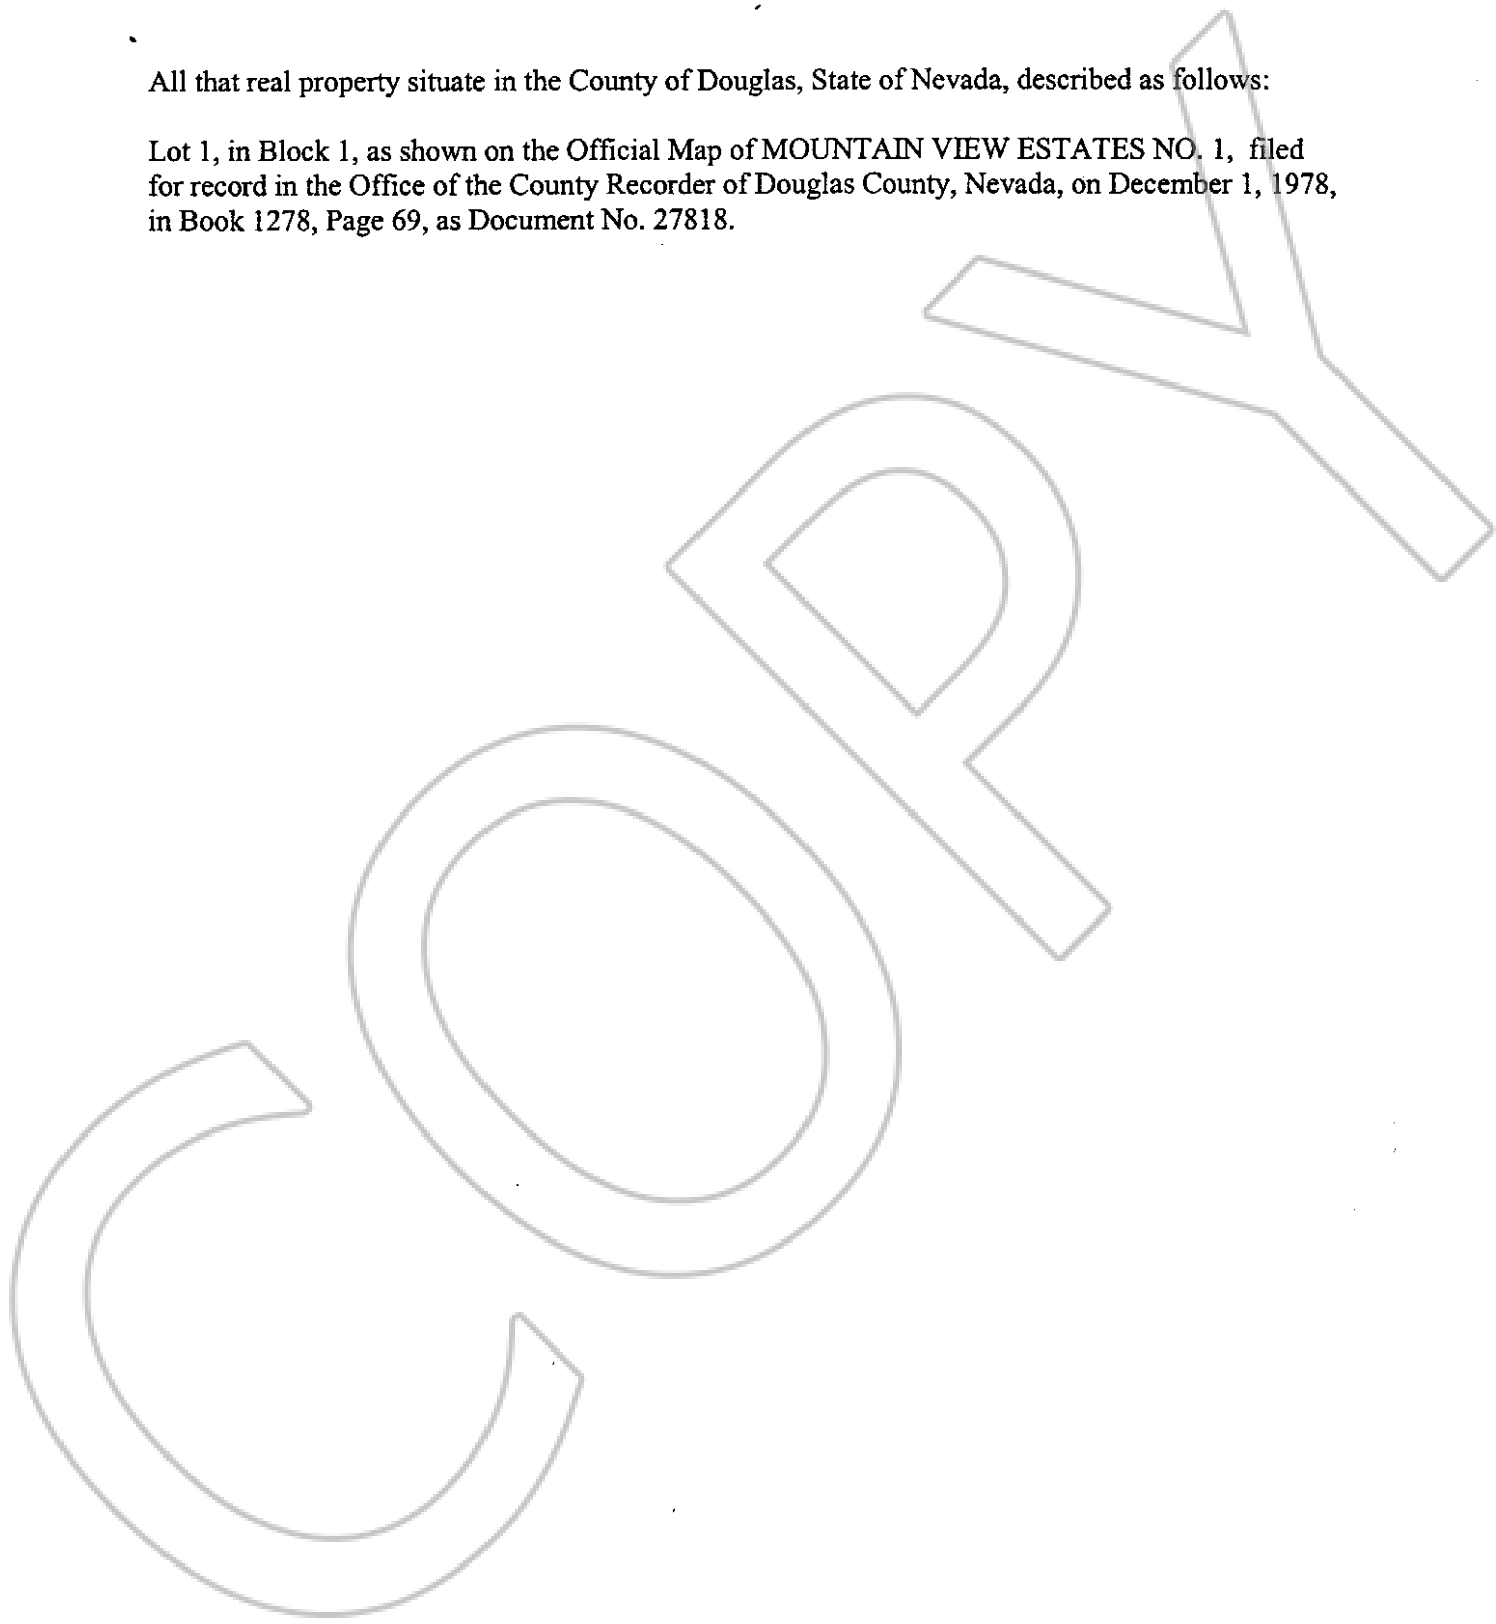 All that real property situate in the County of Douglas, State of Nevada, described as follows:
Lot 1, in Block 1, as shown on the Official Map of MOUNTAIN VIEW ESTATES NO. 1, filed
for record in the Office of the County Recorder of Douglas County, Nevada, on December 1, 1978,
in Book 1278, Page 69, as Document No. 27818.
COPY